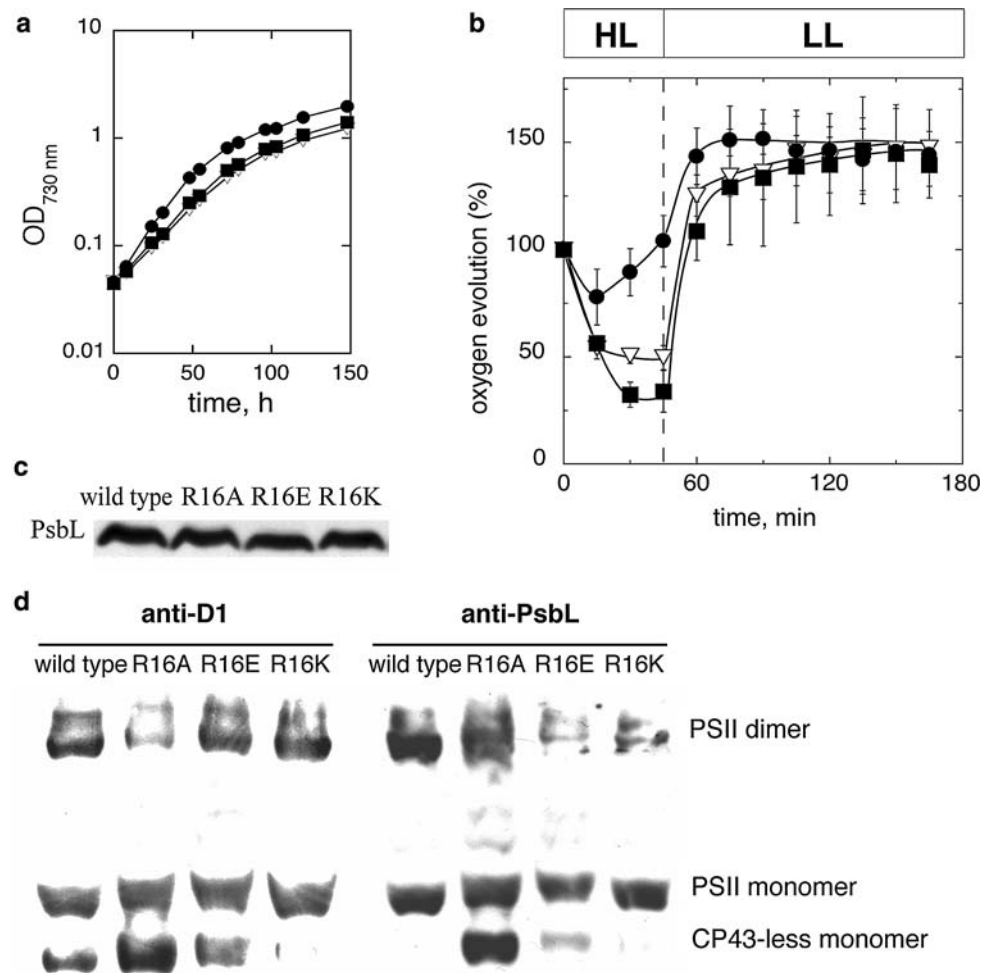 a
10
1
0.1
0.01
OD730 nm
0
50
100
150
time, h
b
HL
LL
150
100
50
0
oxygen evolution (%)
0
60
120
180
time, min
c
wild type R16A R16E R16K
PsbL
d
anti-D1
anti-PsbL
wild type R16A R16E R16K
wild type R16A R16E R16K
PSII dimer
PSII monomer
CP43-less monomer